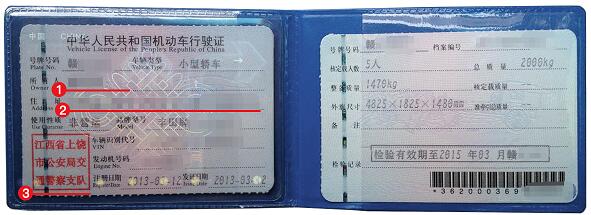 中华人民共和国机动车行驶证
Vehicle License of the People's Republic of China
号牌号码 赣 车辆类型 小型轿车
Plate No. Vehicle Type
所有人
Owner
1
住址
2
使用性质 非营运 品牌型号
Use Character Model
江西省上饶
市公安局交
通警察支队
车辆识别代号
VIN
发动机号码
Engine No.
注册日期 2013-03-12 发证日期 2013-03-12
Register Date Issue Date
3
号牌号码 赣 档案编号
核定载人数 5人 总质量 2000kg
整备质量 1470kg 核定载质量
外廓尺寸 4825×1825×1480 准牵引总质量
检验记录 检验有效期至2015年03月赣
*362000369